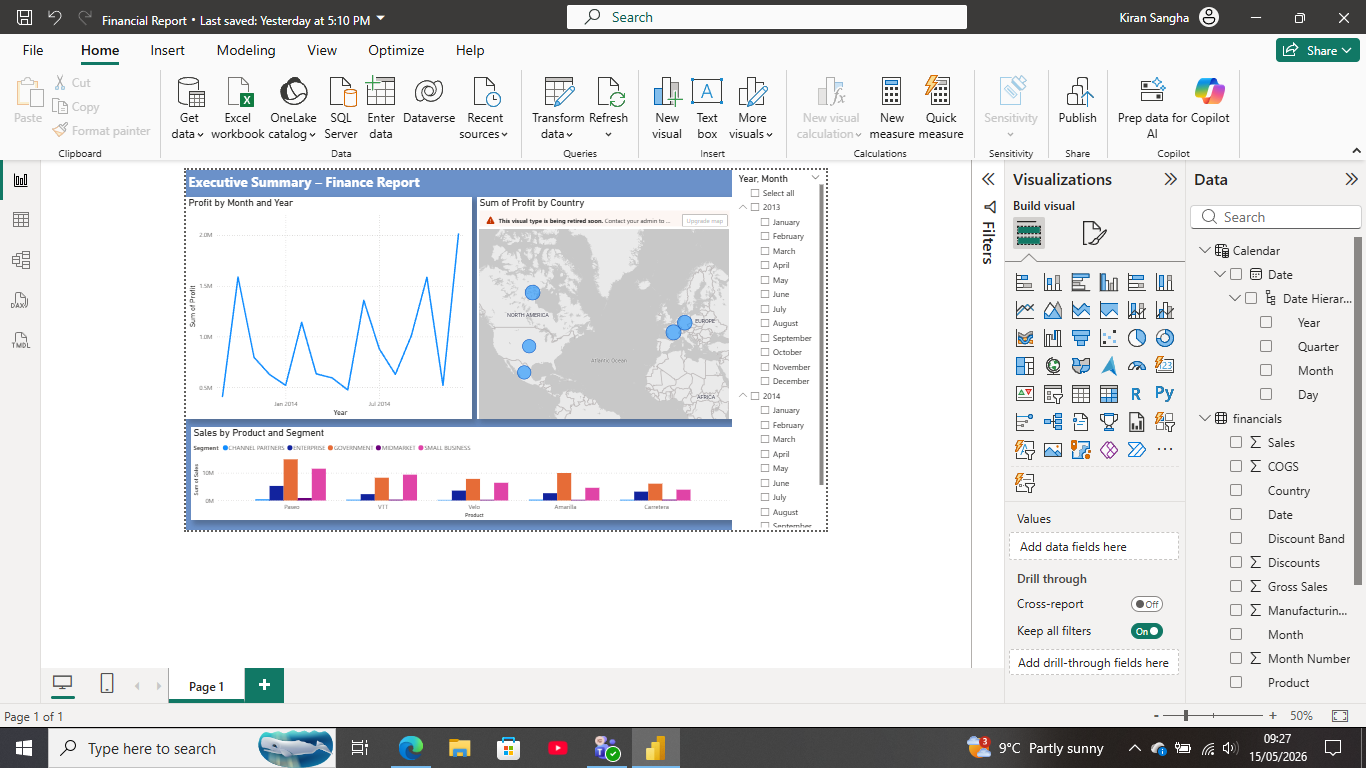 Financial Report • Last saved: Yesterday at 5:10 PM
Search
Kiran Sangha
File
Home
Insert
Modeling
View
Optimize
Help
Share
Paste
Cut
Copy
Format painter
Clipboard
Get data
Excel workbook
OneLake catalog
SQL Server
Enter data
Dataverse
Recent sources
Data
Transform data
Refresh
Queries
New visual
Text box
More visuals
Insert
New visual calculation
New measure
Quick measure
Calculations
Sensitivity
Sensitivity
Publish
Share
Prep data for AI
Copilot
Copilot
DAX
TMDL
Executive Summary – Finance Report
Profit by Month and Year
Sum of Profit
2.0M
1.5M
1.0M
0.5M
Jan 2014
Jul 2014
Year
Sum of Profit by Country
This visual type is being retired soon. Contact your admin to ...
Upgrade map
NORTH AMERICA
EUROPE
Atlantic Ocean
AFRICA
Sales by Product and Segment
Segment
CHANNEL PARTNERS
ENTERPRISE
GOVERNMENT
MIDMARKET
SMALL BUSINESS
Sum of Sales
10M
0M
Paseo
VTT
Velo
Amarilla
Carretera
Product
Year, Month
Select all
2013
January
February
March
April
May
June
July
August
September
October
November
December
2014
January
February
March
April
May
June
July
August
September
Filters
Visualizations
Build visual
123
R
Py
Values
Add data fields here
Drill through
Cross-report
Off
Keep all filters
On
Add drill-through fields here
Data
Search
Calendar
Date
Date Hierar...
Year
Quarter
Month
Day
financials
Sales
COGS
Country
Date
Discount Band
Discounts
Gross Sales
Manufacturin...
Month
Month Number
Product
Page 1
Page 1 of 1
- + 50%
Type here to search
3
9°C Partly sunny
09:27
15/05/2026